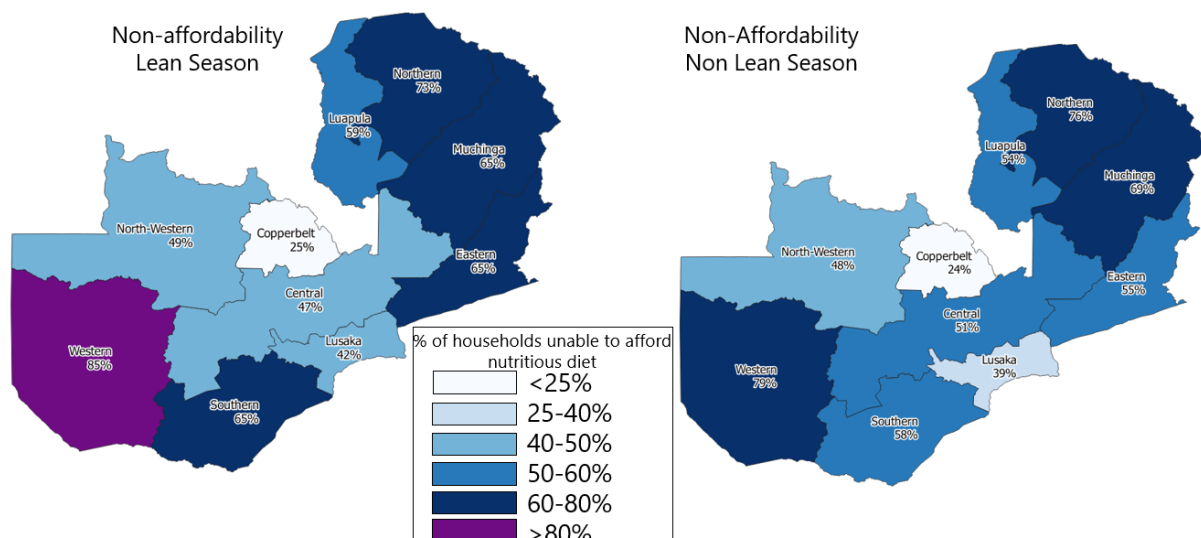 Non-affordability
Lean Season
Northern
73%
Luapula
59%
Muchinga
65%
North-Western
49%
Copperbelt
25%
Eastern
65%
Central
47%
Lusaka
42%
Western
85%
Southern
65%
Non-Affordability
Non Lean Season
Northern
76%
Luapula
54%
Muchinga
69%
North-Western
48%
Copperbelt
24%
Eastern
55%
Central
51%
Lusaka
39%
Western
79%
Southern
58%
% of households unable to afford
nutritious diet
<25%
25-40%
40-50%
50-60%
60-80%
>80%